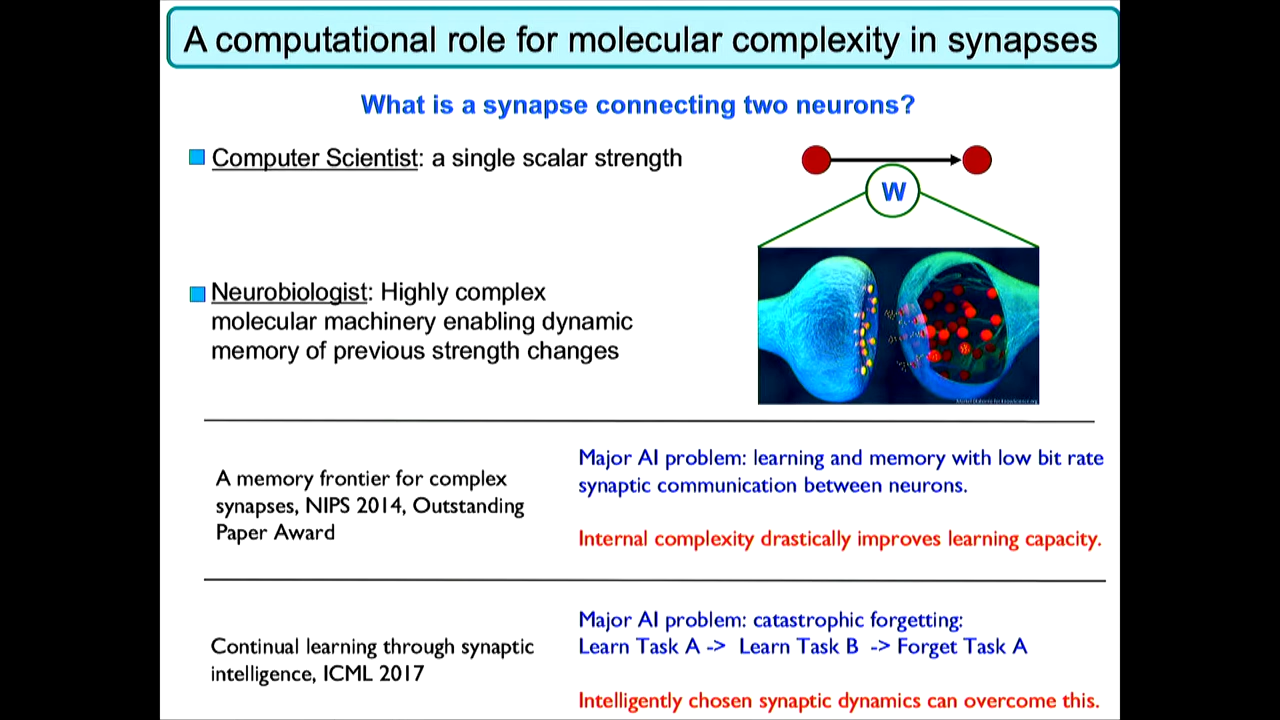 A computational role for molecular complexity in synapses
What is a synapse connecting two neurons?
Computer Scientist: a single scalar strength
W
Neurobiologist: Highly complex
molecular machinery enabling dynamic
memory of previous strength changes
A memory frontier for complex
synapses, NIPS 2014, Outstanding
Paper Award
Major AI problem: learning and memory with low bit rate
synaptic communication between neurons.
Internal complexity drastically improves learning capacity.
Continual learning through synaptic
intelligence, ICML 2017
Major AI problem: catastrophic forgetting:
Learn Task A -> Learn Task B -> Forget Task A
Intelligently chosen synaptic dynamics can overcome this.